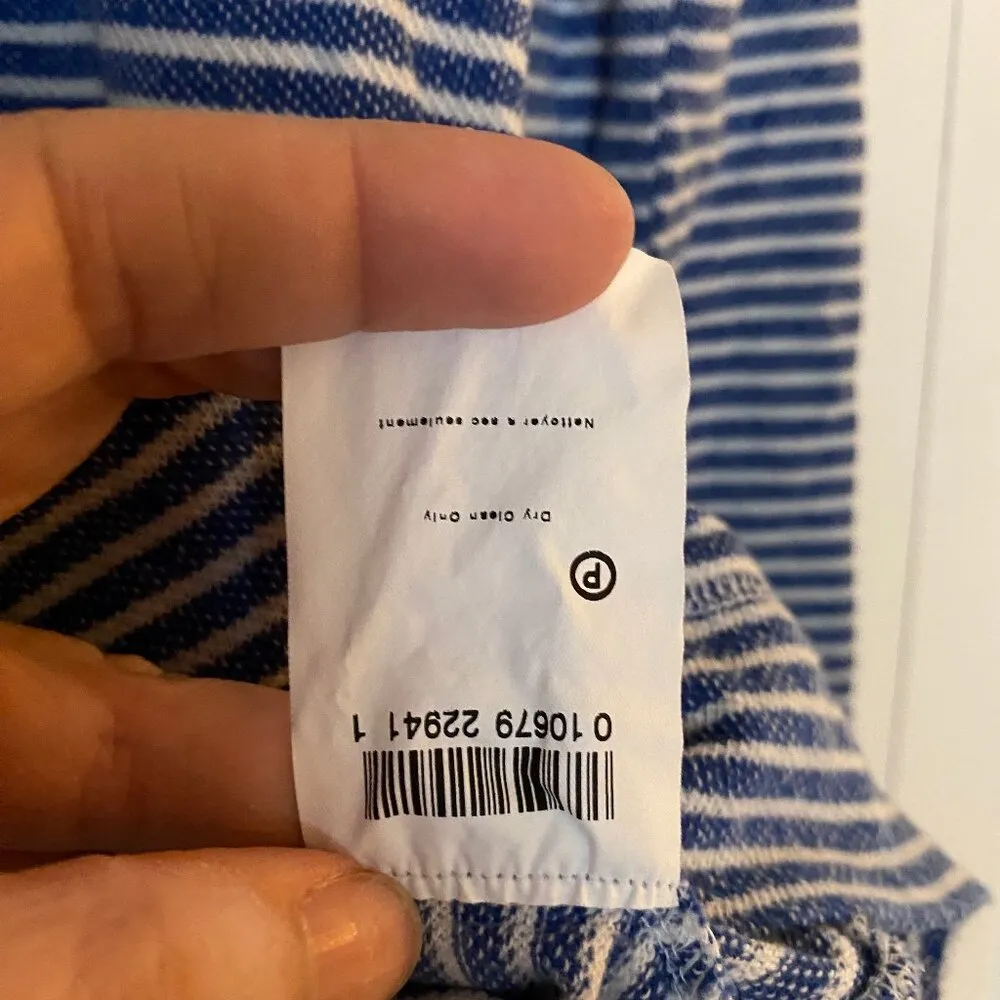 0 10679 22941 1
P
Dry Clean Only
Nettoyer a sec seulement